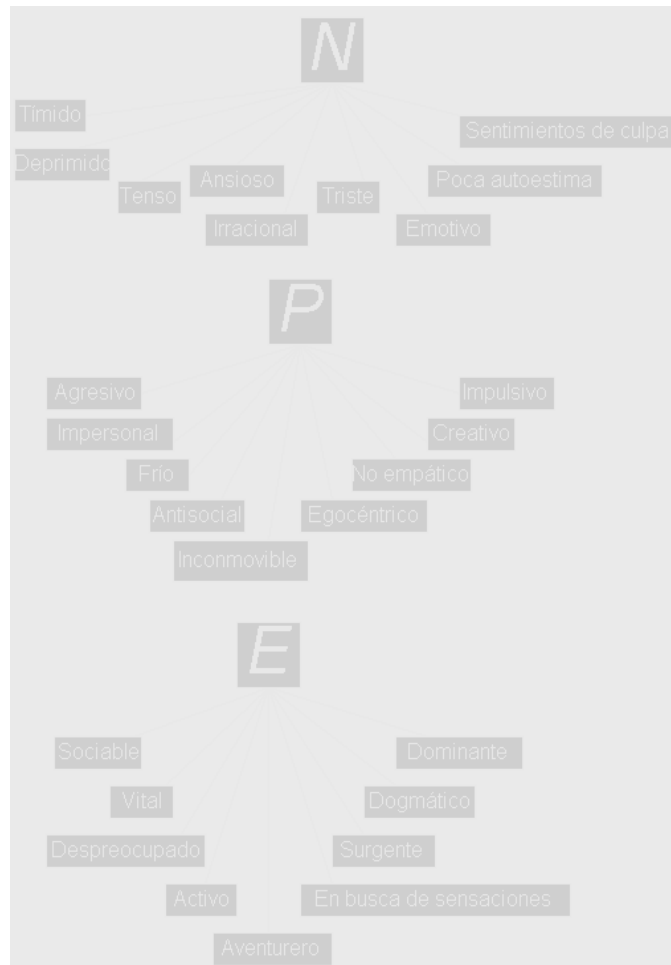 N
Tímido
Sentimientos de culpa
Deprimido
Ansioso
Poca autoestima
Tenso
Triste
Irracional
Emotivo
P
Agresivo
Impulsivo
Impersonal
Creativo
Frío
No empático
Antisocial
Egocéntrico
Inconmovible
E
Sociable
Dominante
Vital
Dogmático
Despreocupado
Surgente
Activo
En busca de sensaciones
Aventurero